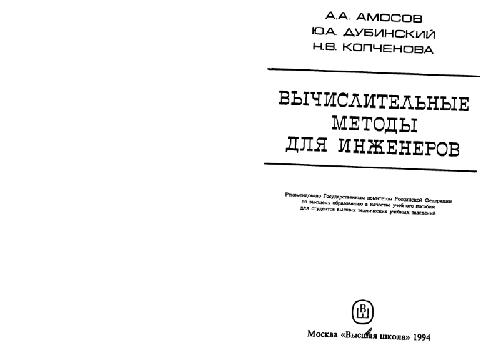 А.А. АМОСОВ
Ю.А. ДУБИНСКИЙ
Н.В. КОПЧЕНОВА
ВЫЧИСЛИТЕЛЬНЫЕ
МЕТОДЫ
ДЛЯ ИНЖЕНЕРОВ
Рекомендовано Государственным комитетом Российской Федерации
по высшему образованию в качестве учебного пособия
для студентов высших технических учебных заведений
ВШ
Москва «Высшая школа» 1994